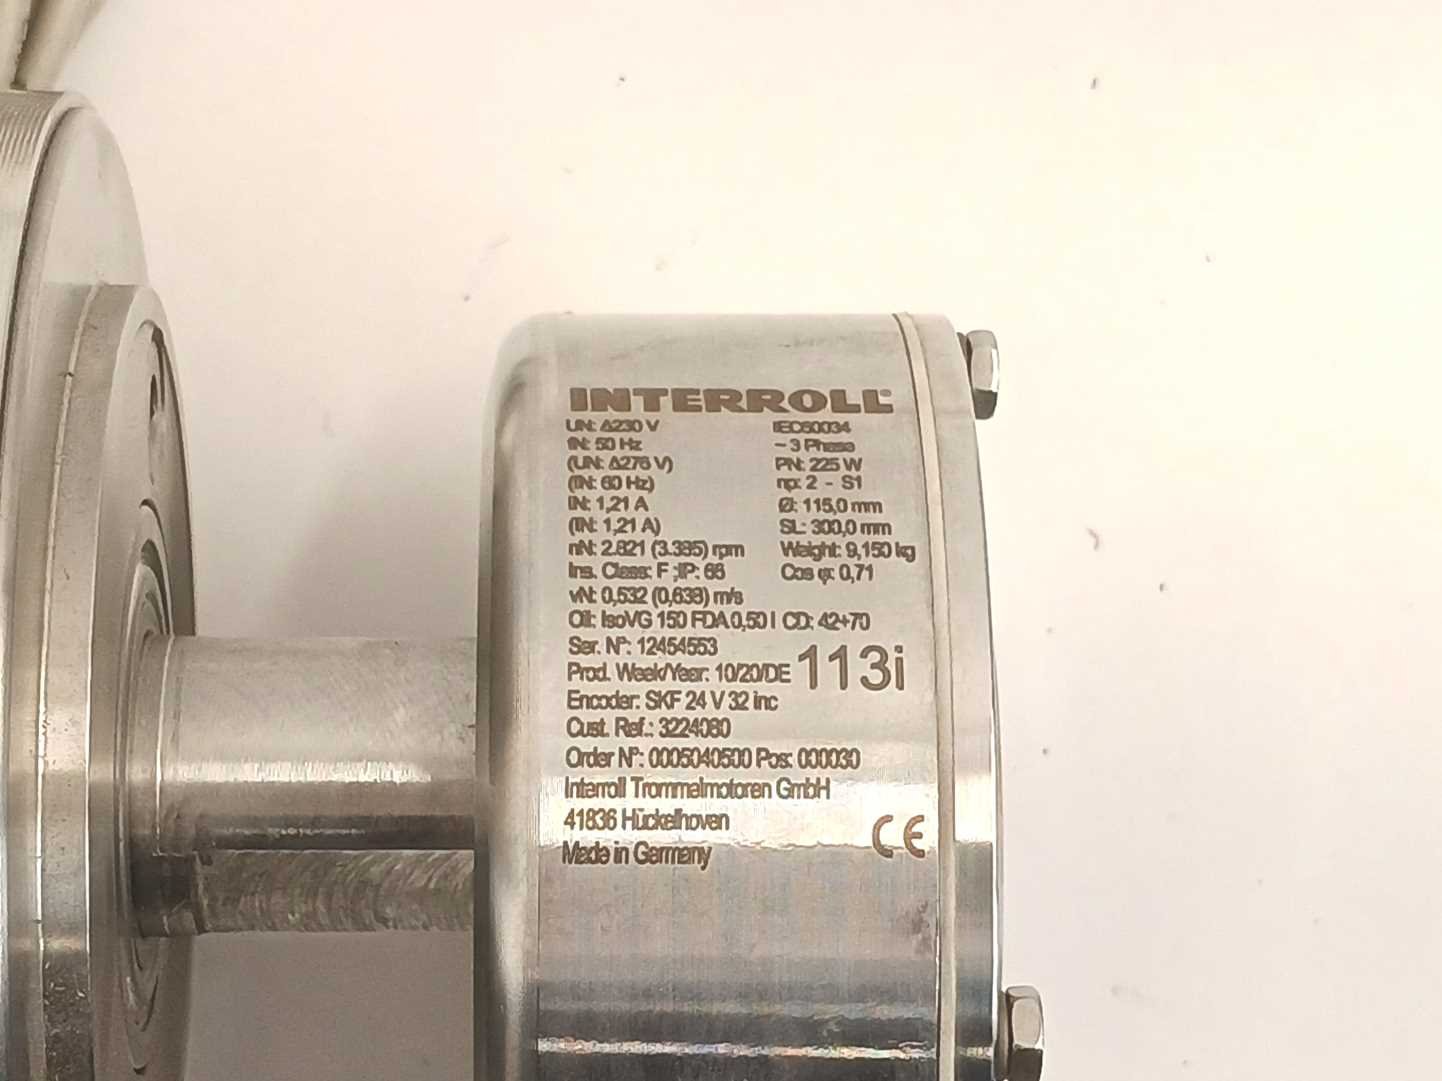 INTERROLL®
UN: Δ230 V IEC60034
fN: 50 Hz ~ 3 Phase
(UN: Δ276 V) PN: 225 W
(fN: 60 Hz) np: 2 - S1
IN: 1,21 A Ø: 115,0 mm
(IN: 1,21 A) SL: 300,0 mm
nN: 2.821 (3.385) rpm Weight: 9,150 kg
Ins. Class: F ;IP: 66 Cos φ: 0,71
vN: 0,532 (0,638) m/s
Oil: IsoVG 150 FDA 0,50 l CD: 42+70
Ser. N°: 12454553
Prod. Week/Year: 10/20/DE 113i
Encoder: SKF 24 V 32 inc
Cust. Ref.: 3224080
Order N°: 0005040500 Pos: 000030
Interroll Trommelmotoren GmbH
41836 Hückelhoven
Made in Germany CE